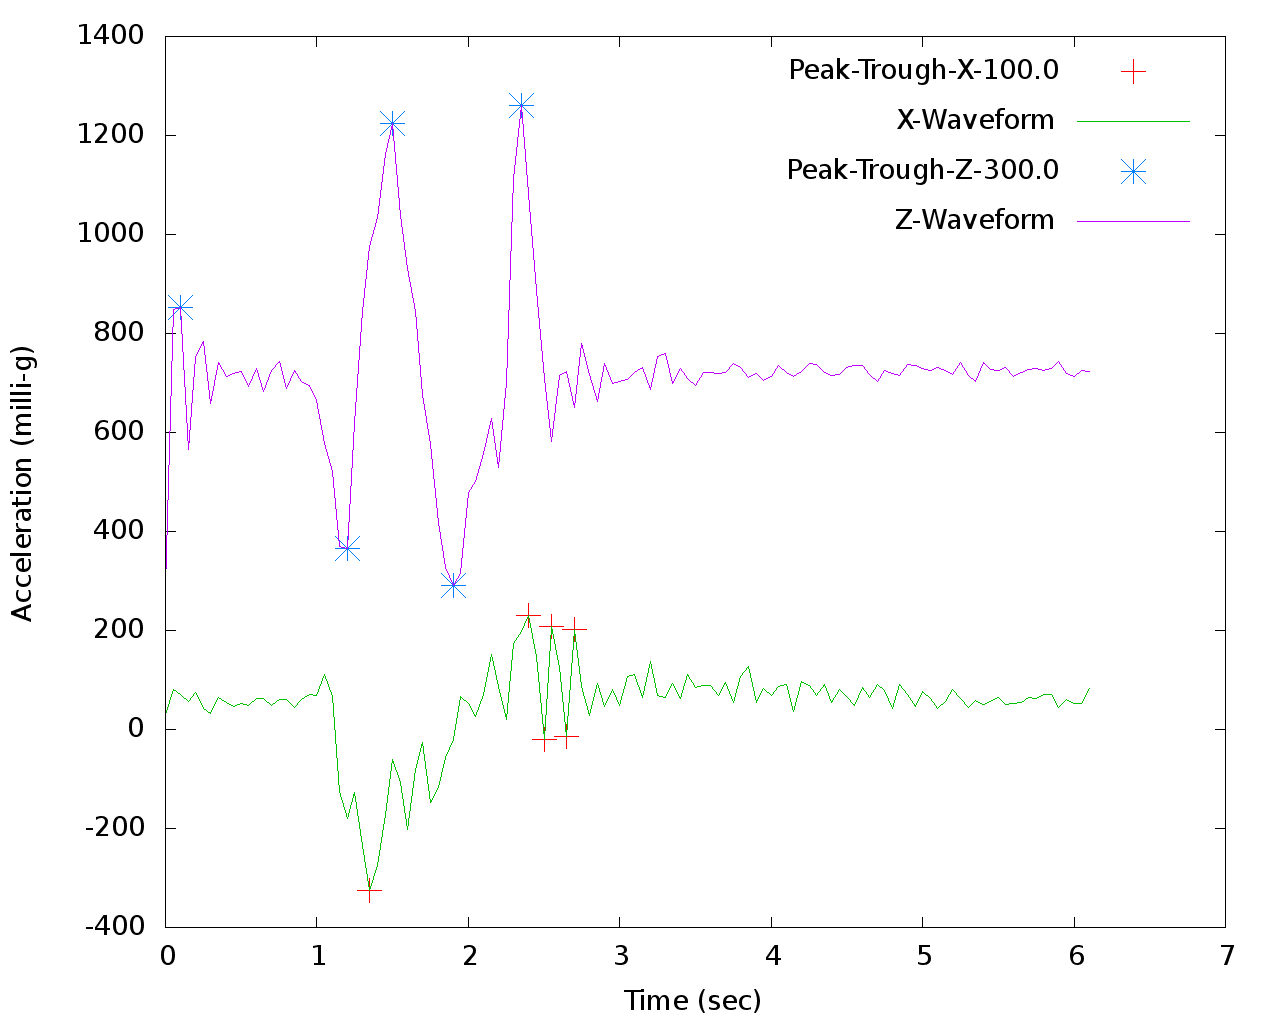 1400
1200
1000
800
600
400
200
0
-200
-400
0 1 2 3 4 5 6 7
Acceleration (milli-g)
Time (sec)
Peak-Trough-X-100.0
X-Waveform
Peak-Trough-Z-300.0
Z-Waveform